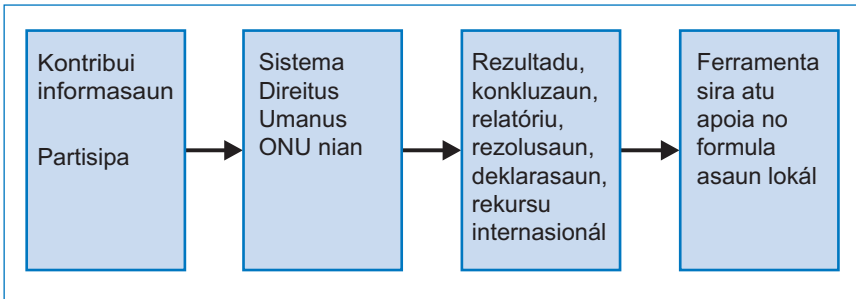 Kontribui
informasaun
Partisipa
Sistema
Direitus
Umanus
ONU nian
Rezultadu,
konkluzaun,
relatóriu,
rezolusaun,
deklarasaun,
rekursu
internasionál
Ferramenta
sira atu
apoia no
formula
asaun lokál